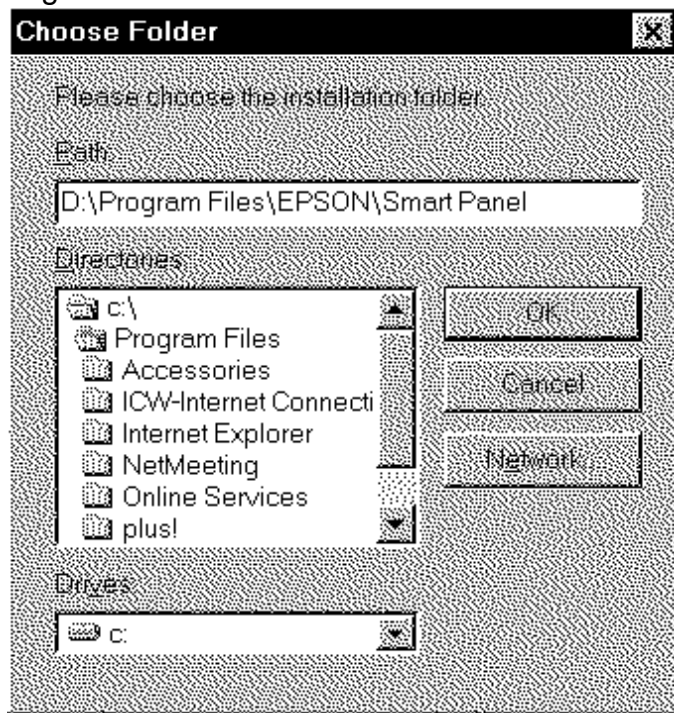 Choose Folder
Please choose the installation folder.
Path:
D:\Program Files\EPSON\Smart Panel
Directories:
c:\
Program Files
Accessories
ICW-Internet Connecti
Internet Explorer
NetMeeting
Online Services
plus!
OK
Cancel
Network...
Drives:
c: